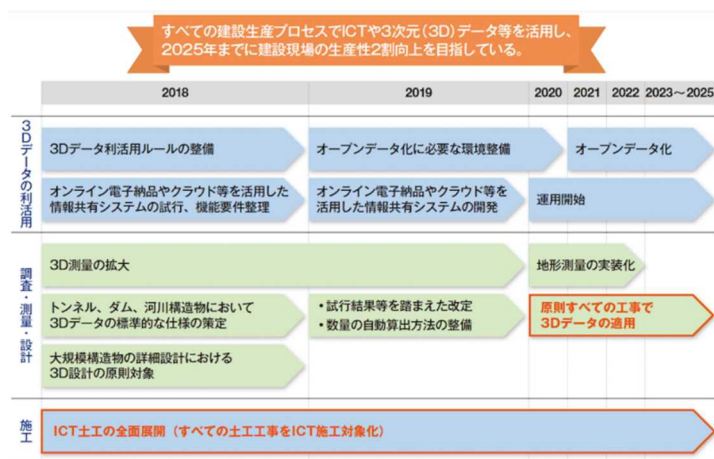 すべての建設生産プロセスでICTや3次元（3D）データ等を活用し、
2025年までに建設現場の生産性2割向上を目指している。
2018
2019
2020
2021
2022
2023～2025
3Dデータの利活用
3Dデータ利活用ルールの整備
オープンデータ化に必要な環境整備
オープンデータ化
オンライン電子納品やクラウド等を活用した
情報共有システムの試行、機能要件整理
オンライン電子納品やクラウド等を
活用した情報共有システムの開発
運用開始
調査・測量・設計
3D測量の拡大
地形測量の実装化
トンネル、ダム、河川構造物において
3Dデータの標準的な仕様の策定
・試行結果等を踏まえた改定
・数量の自動算出方法の整備
原則すべての工事で
3Dデータの適用
大規模構造物の詳細設計における
3D設計の原則対象
施工
ICT土工の全面展開（すべての土工工事をICT施工対象化）